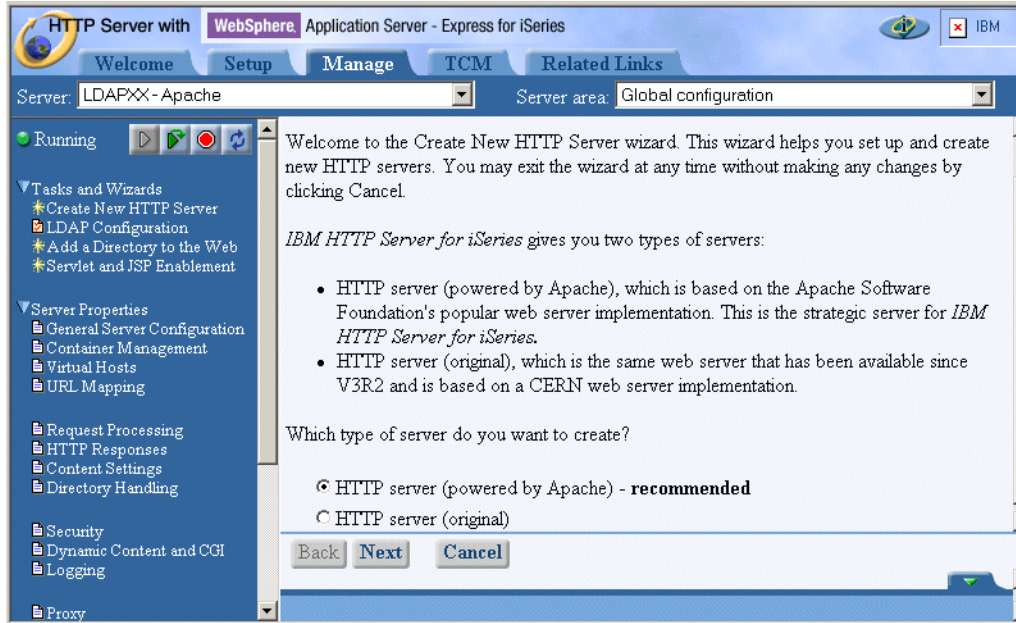 HTTP Server with WebSphere. Application Server - Express for iSeries
IBM
Welcome Setup Manage TCM Related Links
Server: LDAPXX - Apache Server area: Global configuration
Running
Tasks and Wizards
Create New HTTP Server
LDAP Configuration
Add a Directory to the Web
Servlet and JSP Enablement
Server Properties
General Server Configuration
Container Management
Virtual Hosts
URL Mapping
Request Processing
HTTP Responses
Content Settings
Directory Handling
Security
Dynamic Content and CGI
Logging
Proxy
Welcome to the Create New HTTP Server wizard. This wizard helps you set up and create
new HTTP servers. You may exit the wizard at any time without making any changes by
clicking Cancel.
IBM HTTP Server for iSeries gives you two types of servers:
• HTTP server (powered by Apache), which is based on the Apache Software
Foundation's popular web server implementation. This is the strategic server for IBM
HTTP Server for iSeries.
• HTTP server (original), which is the same web server that has been available since
V3R2 and is based on a CERN web server implementation.
Which type of server do you want to create?
HTTP server (powered by Apache) - recommended
HTTP server (original)
Back Next Cancel